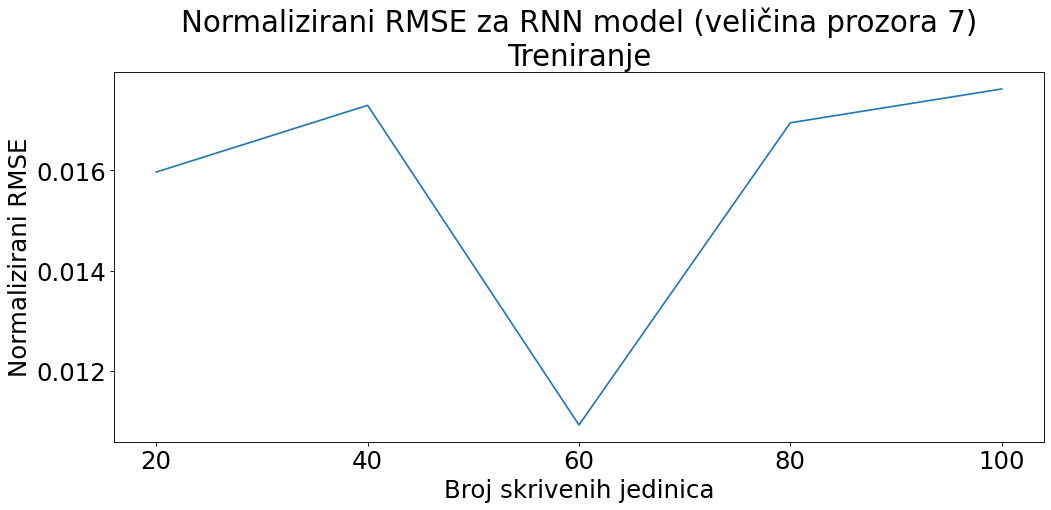 Normalizirani RMSE za RNN model (veličina prozora 7)
Treniranje
Normalizirani RMSE
0.016
0.014
0.012
20 40 60 80 100
Broj skrivenih jedinica